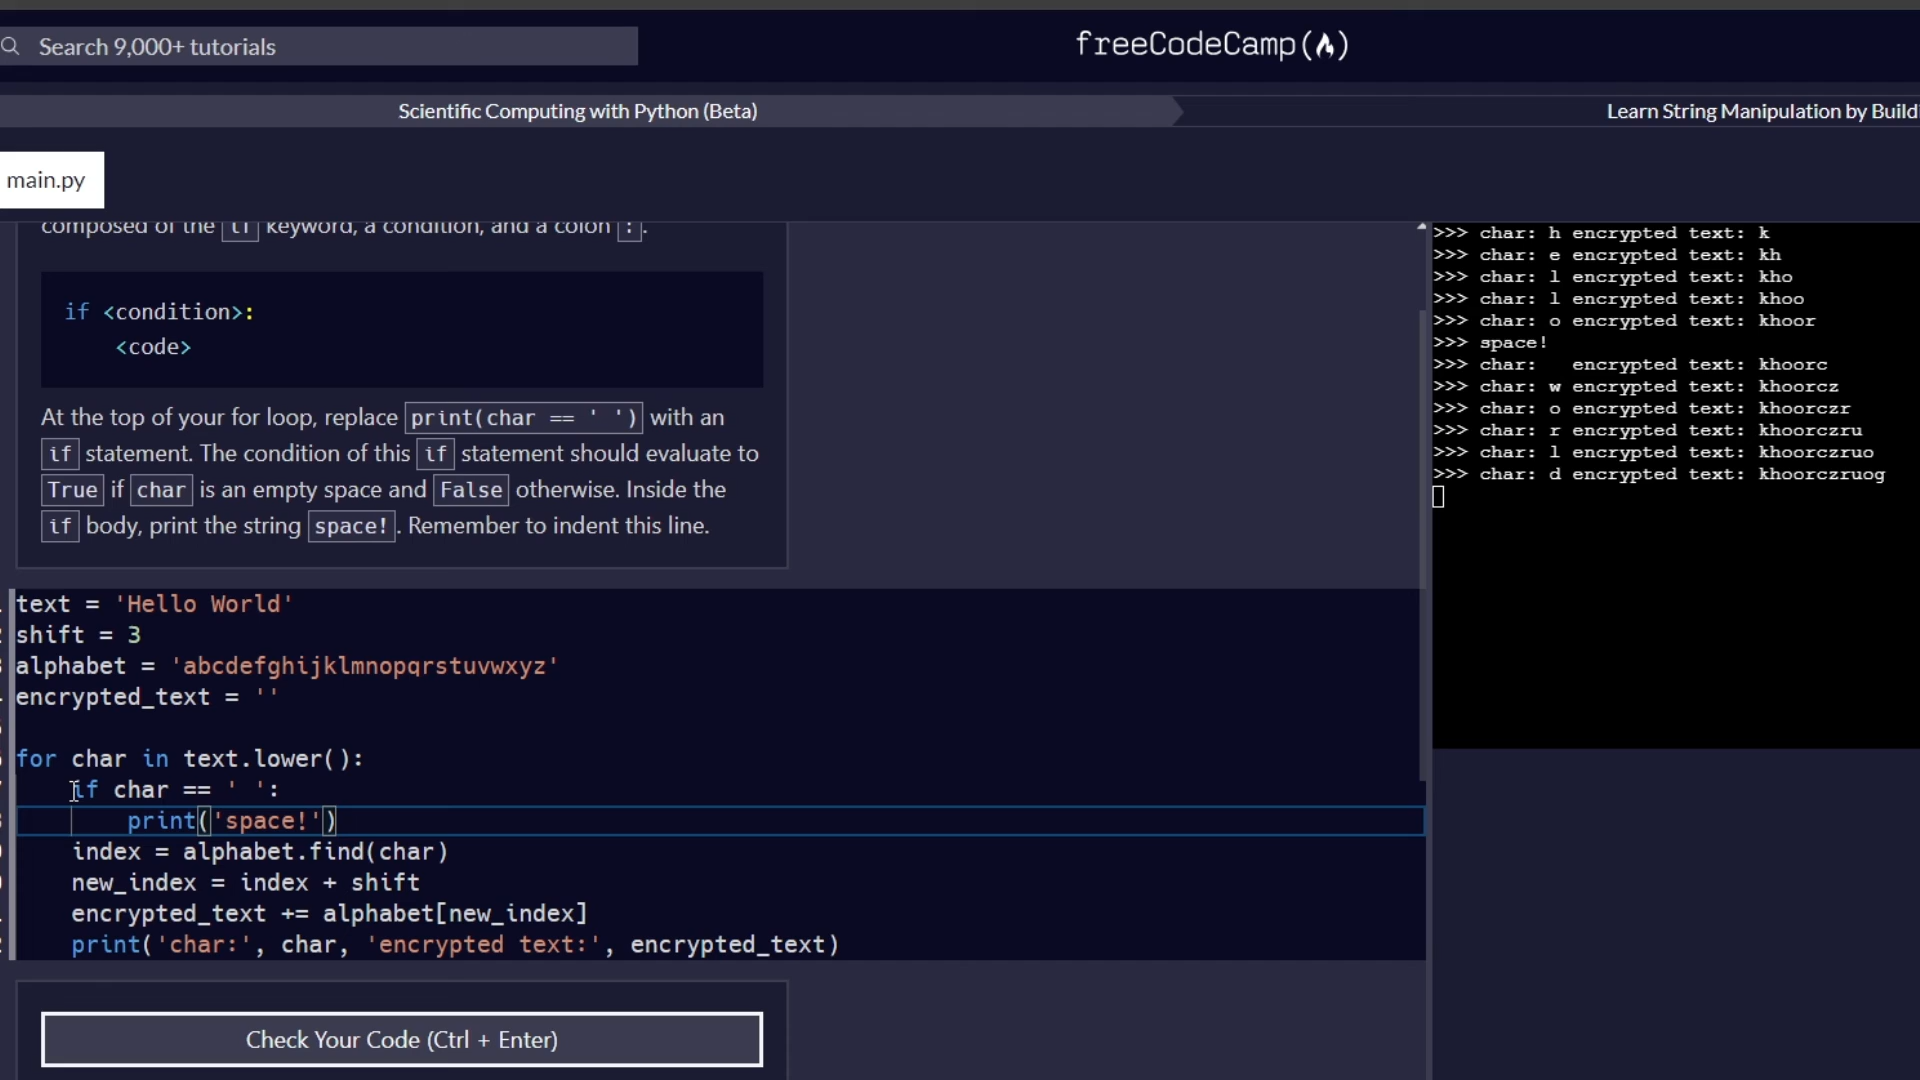 Search 9,000+ tutorials
freeCodeCamp(🔥)
Scientific Computing with Python (Beta)
Learn String Manipulation by Buildi
main.py
composed of the if keyword, a condition, and a colon : .
if <condition>:
    <code>
At the top of your for loop, replace print(char == ' ') with an
if statement. The condition of this if statement should evaluate to
True if char is an empty space and False otherwise. Inside the
if body, print the string space! . Remember to indent this line.
text = 'Hello World'
shift = 3
alphabet = 'abcdefghijklmnopqrstuvwxyz'
encrypted_text = ''
for char in text.lower():
    if char == ' ':
        print('space!')
    index = alphabet.find(char)
    new_index = index + shift
    encrypted_text += alphabet[new_index]
    print('char:', char, 'encrypted text:', encrypted_text)
Check Your Code (Ctrl + Enter)
>>> char: h encrypted text: k
>>> char: e encrypted text: kh
>>> char: l encrypted text: kho
>>> char: l encrypted text: khoo
>>> char: o encrypted text: khoor
>>> space!
>>> char:   encrypted text: khoorc
>>> char: w encrypted text: khoorcz
>>> char: o encrypted text: khoorczr
>>> char: r encrypted text: khoorczru
>>> char: l encrypted text: khoorczruo
>>> char: d encrypted text: khoorczruog